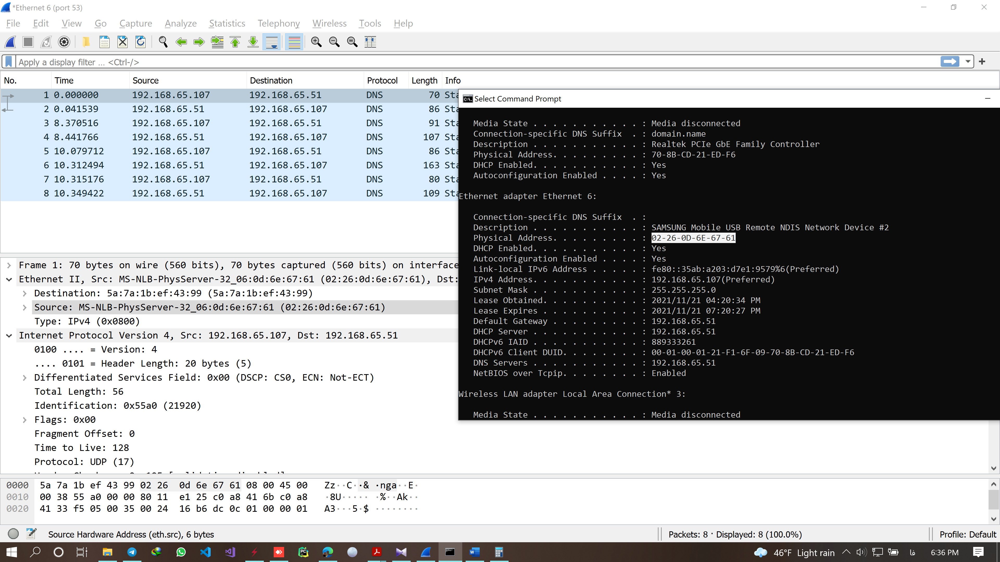 *Ethernet 6 (port 53)
File Edit View Go Capture Analyze Statistics Telephony Wireless Tools Help
Apply a display filter ... <Ctrl-/>
No. Time Source Destination Protocol Length Info
1 0.000000 192.168.65.107 192.168.65.51 DNS 70 Sta
2 0.041539 192.168.65.51 192.168.65.107 DNS 86 Sta
3 8.370516 192.168.65.107 192.168.65.51 DNS 91 Sta
4 8.441766 192.168.65.51 192.168.65.107 DNS 107 Sta
5 10.079712 192.168.65.107 192.168.65.51 DNS 86 Sta
6 10.312494 192.168.65.51 192.168.65.107 DNS 163 Sta
7 10.315176 192.168.65.107 192.168.65.51 DNS 80 Sta
8 10.349422 192.168.65.51 192.168.65.107 DNS 109 Sta
Select Command Prompt
Media State . . . . . . . . . . . : Media disconnected
Connection-specific DNS Suffix  . : domain.name
Description . . . . . . . . . . . : Realtek PCIe GbE Family Controller
Physical Address. . . . . . . . . : 70-8B-CD-21-ED-F6
DHCP Enabled. . . . . . . . . . . : Yes
Autoconfiguration Enabled . . . . : Yes
Ethernet adapter Ethernet 6:
Connection-specific DNS Suffix  . :
Description . . . . . . . . . . . : SAMSUNG Mobile USB Remote NDIS Network Device #2
Physical Address. . . . . . . . . : 02-26-0D-6E-67-61
DHCP Enabled. . . . . . . . . . . : Yes
Autoconfiguration Enabled . . . . : Yes
Link-local IPv6 Address . . . . . : fe80::35ab:a203:d7e1:9579%6(Preferred)
IPv4 Address. . . . . . . . . . . : 192.168.65.107(Preferred)
Subnet Mask . . . . . . . . . . . : 255.255.255.0
Lease Obtained. . . . . . . . . . : 2021/11/21 04:20:34 PM
Lease Expires . . . . . . . . . . : 2021/11/21 07:20:27 PM
Default Gateway . . . . . . . . . : 192.168.65.51
DHCP Server . . . . . . . . . . . : 192.168.65.51
DHCPv6 IAID . . . . . . . . . . . : 889333261
DHCPv6 Client DUID. . . . . . . . : 00-01-00-01-21-F1-6F-09-70-8B-CD-21-ED-F6
DNS Servers . . . . . . . . . . . : 192.168.65.51
NetBIOS over Tcpip. . . . . . . . : Enabled
Wireless LAN adapter Local Area Connection* 3:
Media State . . . . . . . . . . . : Media disconnected
Frame 1: 70 bytes on wire (560 bits), 70 bytes captured (560 bits) on interface
Ethernet II, Src: MS-NLB-PhysServer-32_06:0d:6e:67:61 (02:26:0d:6e:67:61), Dst:
Destination: 5a:7a:1b:ef:43:99 (5a:7a:1b:ef:43:99)
Source: MS-NLB-PhysServer-32_06:0d:6e:67:61 (02:26:0d:6e:67:61)
Type: IPv4 (0x0800)
Internet Protocol Version 4, Src: 192.168.65.107, Dst: 192.168.65.51
0100 .... = Version: 4
.... 0101 = Header Length: 20 bytes (5)
Differentiated Services Field: 0x00 (DSCP: CS0, ECN: Not-ECT)
Total Length: 56
Identification: 0x55a0 (21920)
Flags: 0x00
Fragment Offset: 0
Time to Live: 128
Protocol: UDP (17)
0000 5a 7a 1b ef 43 99 02 26 0d 6e 67 61 08 00 45 00 Zz··C··& ·nga··E·
0010 00 38 55 a0 00 00 80 11 e1 25 c0 a8 41 6b c0 a8 ·8U····· ·%··Ak··
0020 41 33 f5 05 00 35 00 24 16 b6 dc 0c 01 00 00 01 A3···5·$ ········
Source Hardware Address (eth.src), 6 bytes
Packets: 8 · Displayed: 8 (100.0%)
Profile: Default
46°F Light rain
فا
6:36 PM